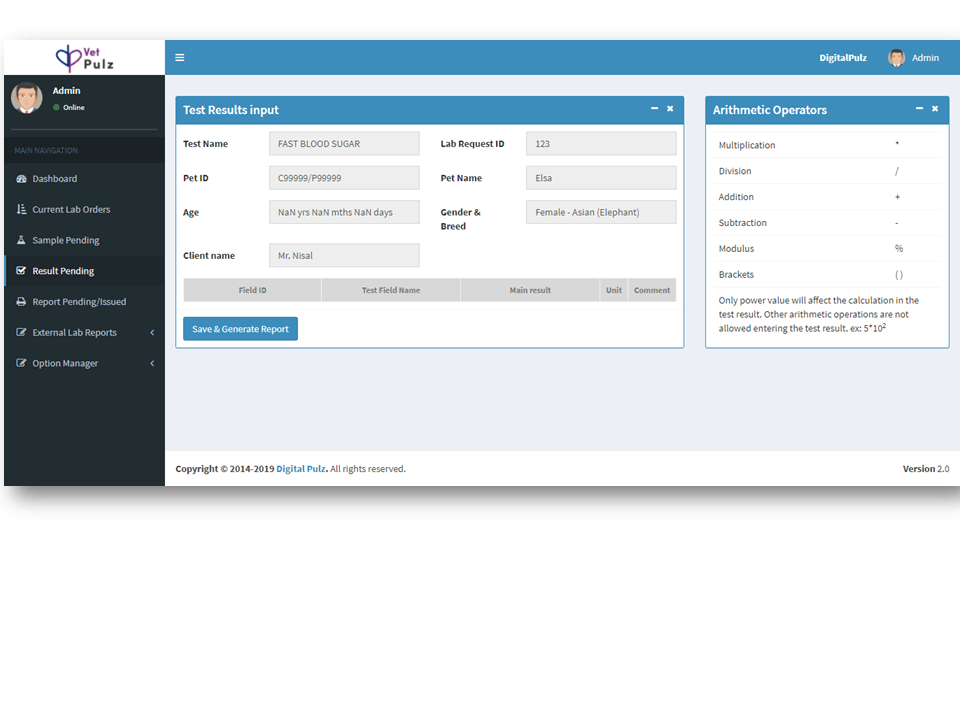 Vet
Pulz
DigitalPulz Admin
Admin
Online
MAIN NAVIGATION
Dashboard
Current Lab Orders
Sample Pending
Result Pending
Report Pending/Issued
External Lab Reports
Option Manager
Test Results input
Test Name FAST BLOOD SUGAR Lab Request ID 123
Pet ID C99999/P99999 Pet Name Elsa
Age NaN yrs NaN mths NaN days Gender & Breed Female - Asian (Elephant)
Client name Mr. Nisal
Field ID Test Field Name Main result Unit Comment
Save & Generate Report
Arithmetic Operators
Multiplication *
Division /
Addition +
Subtraction -
Modulus %
Brackets ( )
Only power value will affect the calculation in the
test result. Other arithmetic operations are not
allowed entering the test result. ex: 5*10²
Copyright © 2014-2019 Digital Pulz. All rights reserved. Version 2.0